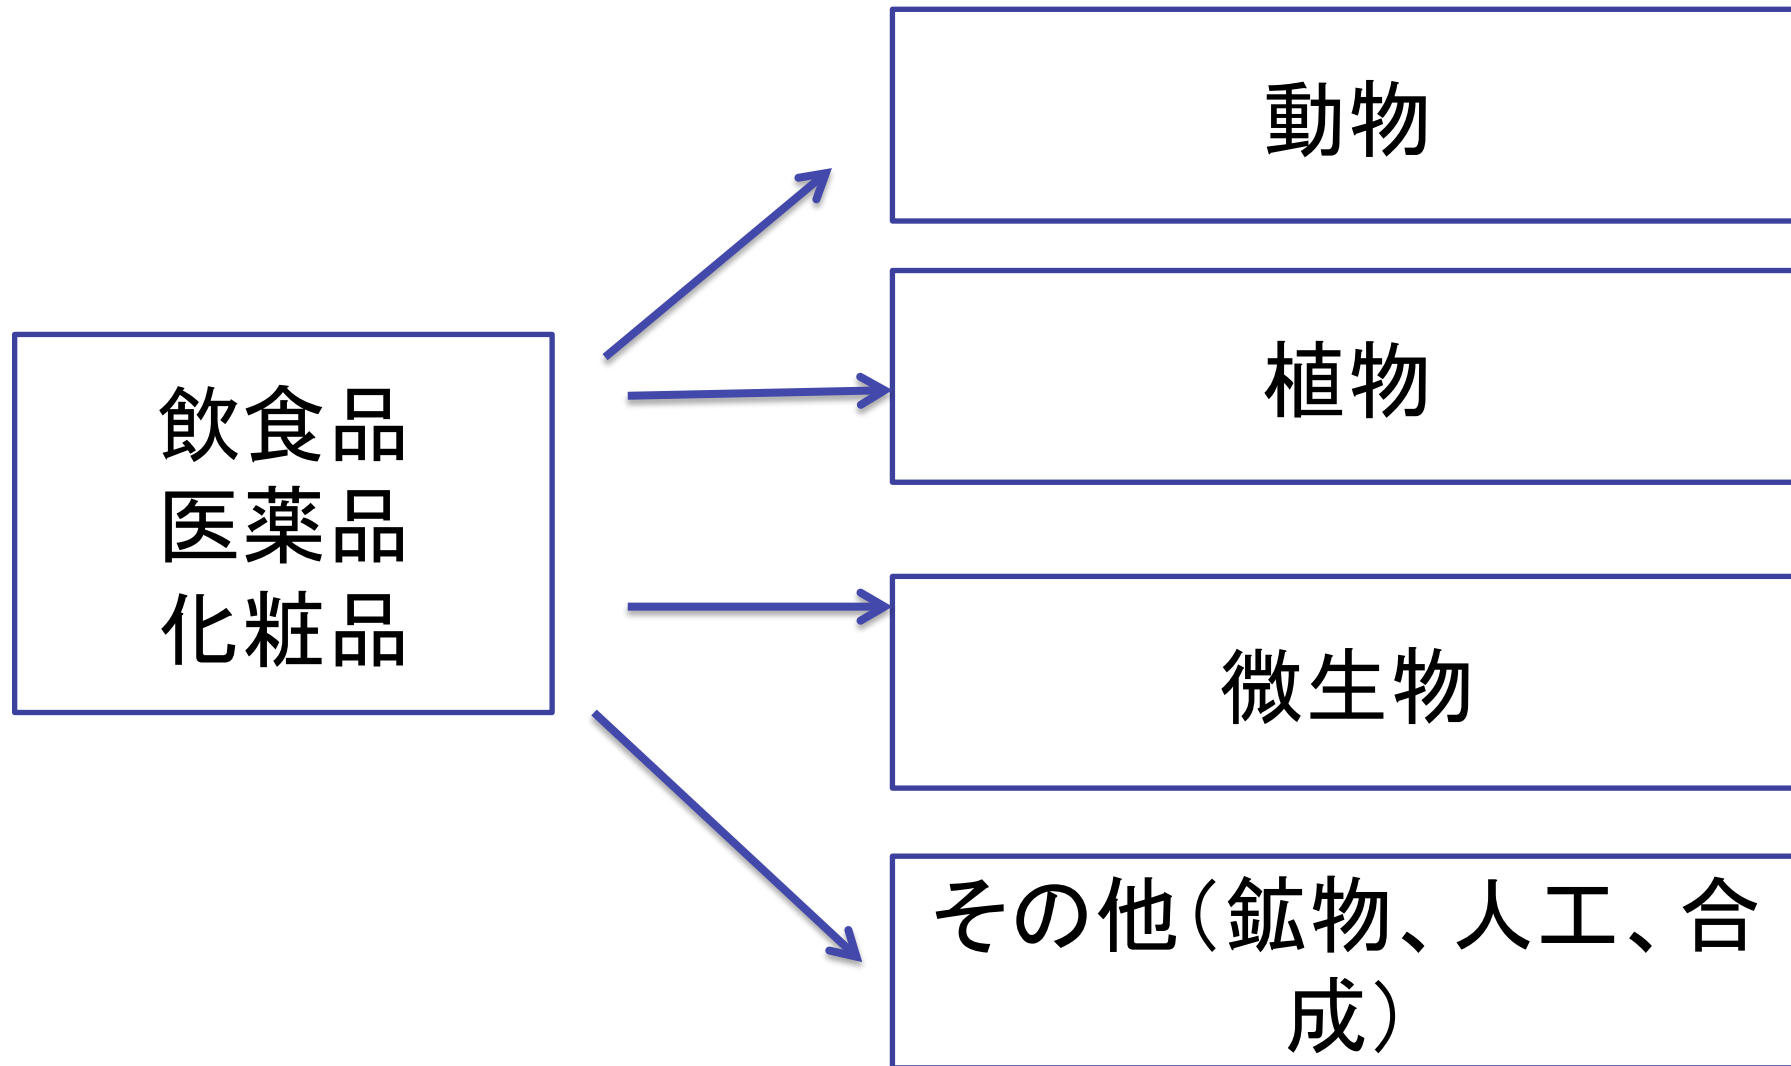 動物
植物
飲食品
医薬品
化粧品
微生物
その他(鉱物、人工、合
成)